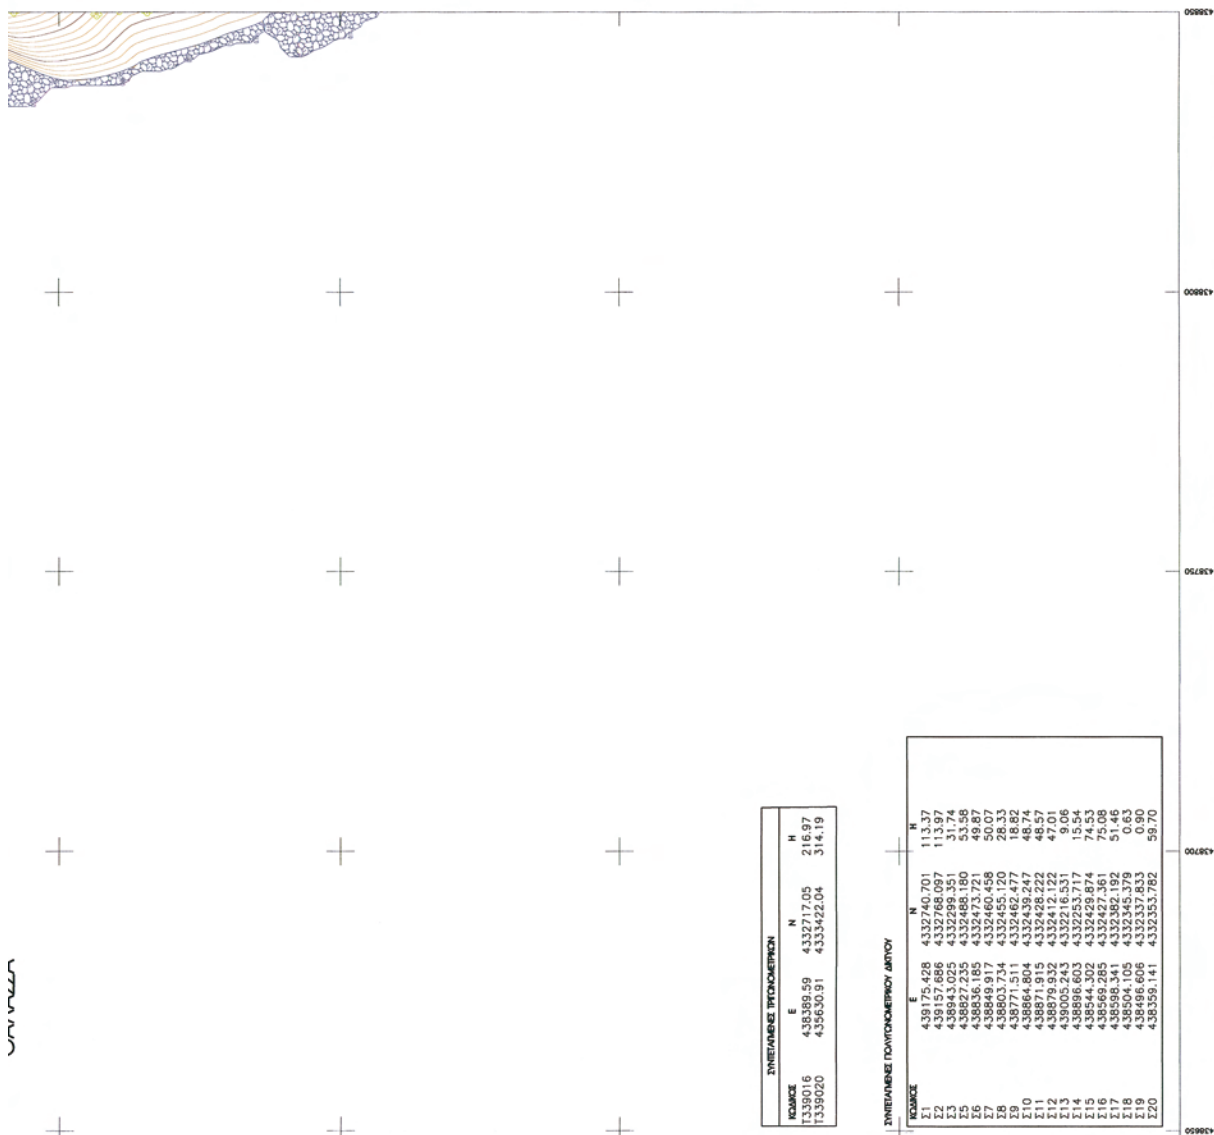 438850
438800
438750
438700
438650
ΣΥΝΤΕΤΑΓΜΕΝΕΣ ΤΡΙΓΩΝΟΜΕΤΡΙΚΩΝ
ΚΩΔΙΚΟΣ E N H
T339016 438389.59 4332717.05 216.97
T339020 435630.91 4333422.04 314.19
ΣΥΝΤΕΤΑΓΜΕΝΕΣ ΠΟΛΥΓΩΝΟΜΕΤΡΙΚΟΥ ΔΙΚΤΥΟΥ
ΚΩΔΙΚΟΣ E N H
Σ1 439175.428 4332740.701 113.37
Σ2 439157.686 4332768.097 113.97
Σ3 438943.025 4332299.351 31.74
Σ5 438827.235 4332488.180 53.58
Σ6 438836.185 4332473.721 49.87
Σ7 438849.917 4332460.458 50.07
Σ8 438803.734 4332455.120 28.33
Σ9 438771.511 4332462.477 18.82
Σ10 438864.804 4332439.247 48.74
Σ11 438871.915 4332428.222 48.57
Σ12 438879.932 4332412.122 47.01
Σ13 439005.243 4332216.531 9.06
Σ14 438896.603 4332253.717 15.54
Σ15 438544.302 4332429.874 74.53
Σ16 438569.285 4332427.361 75.08
Σ17 438598.341 4332382.192 51.46
Σ18 438504.105 4332345.379 0.63
Σ19 438496.606 4332337.833 0.90
Σ20 438359.141 4332353.782 59.70